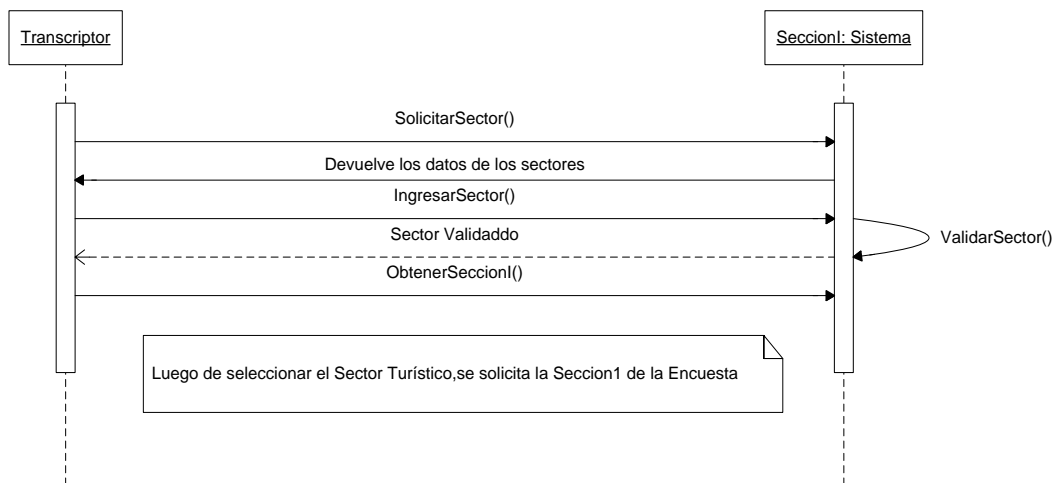 Transcriptor
SeccionI: Sistema
SolicitarSector()
Devuelve los datos de los sectores
IngresarSector()
Sector Validaddo
ValidarSector()
ObtenerSeccionI()
Luego de seleccionar el Sector Turístico,se solicita la Seccion1 de la Encuesta